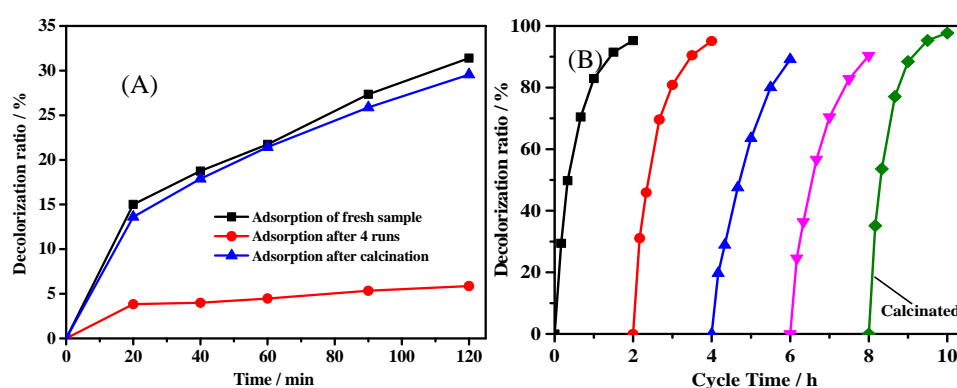 (A)
Decolorization ratio / %
35
30
25
20
15
10
5
0
Adsorption of fresh sample
Adsorption after 4 runs
Adsorption after calcination
0 20 40 60 80 100 120
Time / min
(B)
Decolorization ratio / %
100
80
60
40
20
0
Calcinated
0 2 4 6 8 10
Cycle Time / h